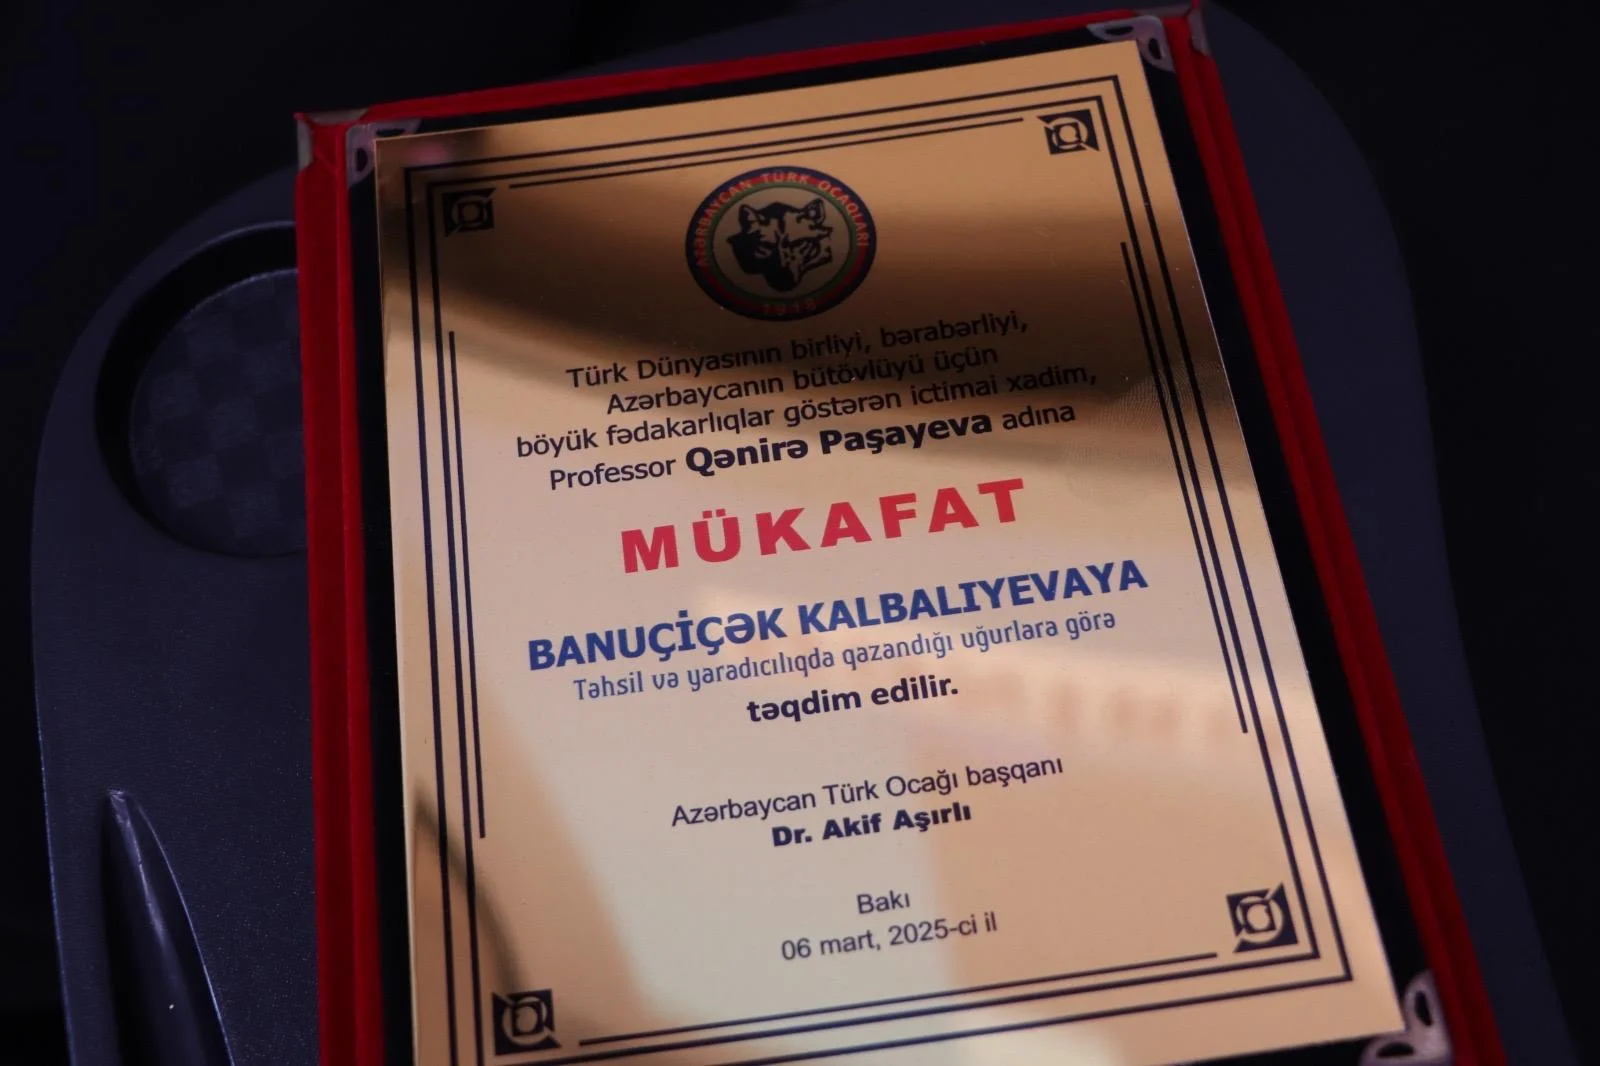 AZƏRBAYCAN TÜRK OCAQLARI
1918
Türk Dünyasının birliyi, bərabərliyi,
Azərbaycanın bütövlüyü üçün
böyük fədakarlıqlar göstərən ictimai xadim,
Professor Qənirə Paşayeva adına
MÜKAFAT
BANUÇİÇƏK KALBALIYEVAYA
Təhsil və yaradıcılıqda qazandığı uğurlara görə
təqdim edilir.
Azərbaycan Türk Ocağı başqanı
Dr. Akif Aşırlı
Bakı
06 mart, 2025-ci il